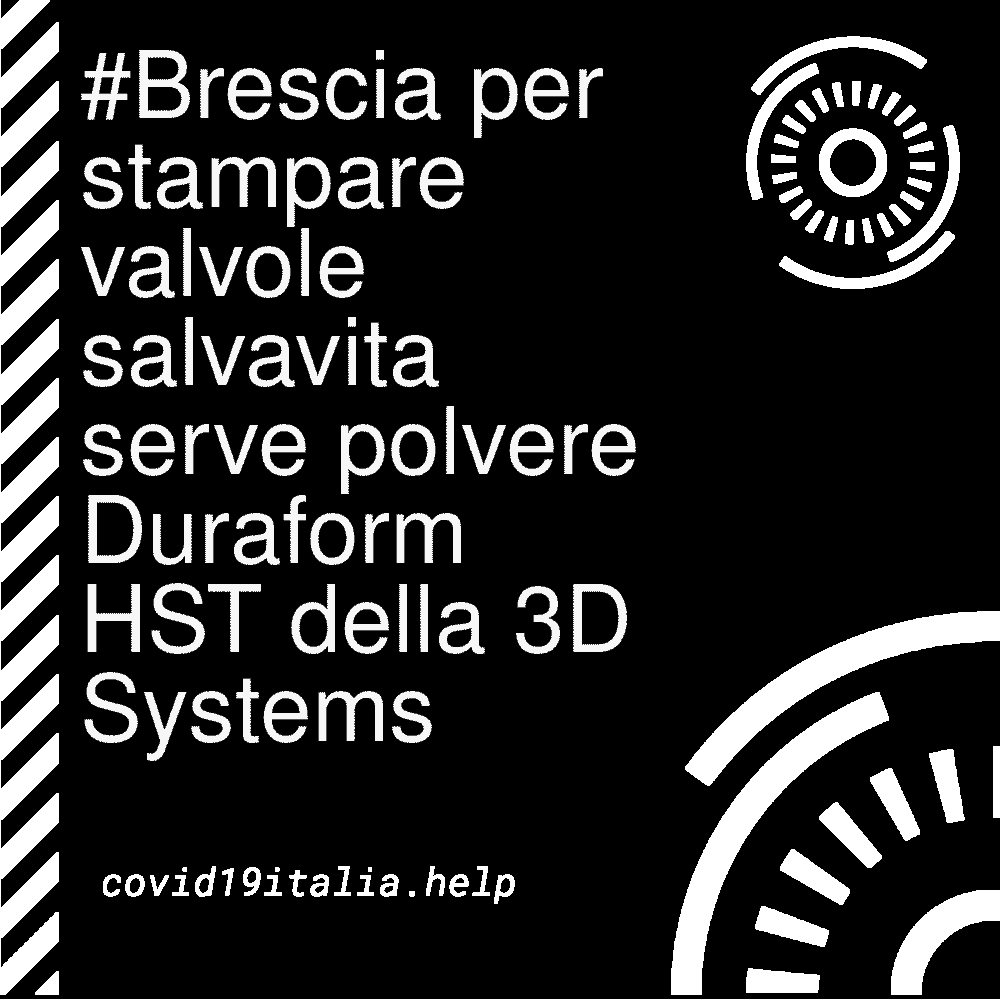 #Brescia per
stampare
valvole
salvavita
serve polvere
Duraform
HST della 3D
Systems
covid19italia.help